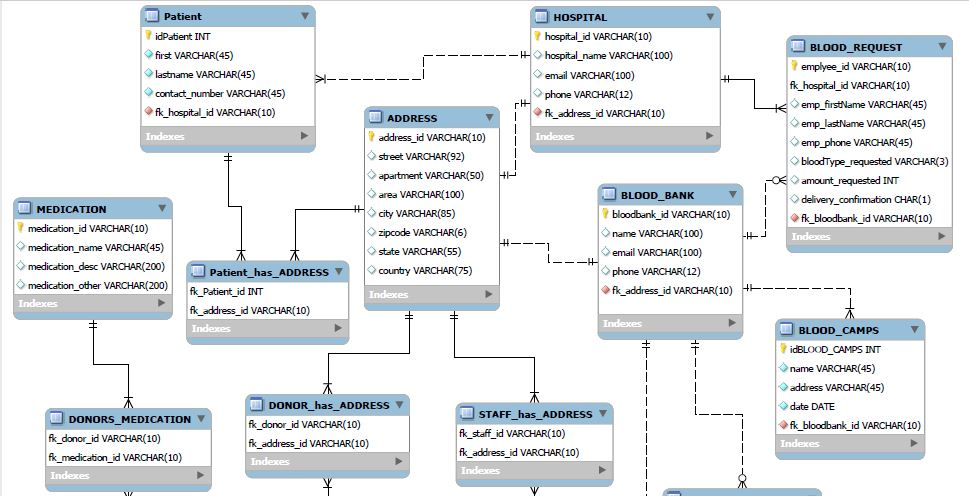 Patient
idPatient INT
first VARCHAR(45)
lastname VARCHAR(45)
contact_number VARCHAR(45)
fk_hospital_id VARCHAR(10)
Indexes
HOSPITAL
hospital_id VARCHAR(10)
hospital_name VARCHAR(100)
email VARCHAR(100)
phone VARCHAR(12)
fk_address_id VARCHAR(10)
Indexes
BLOOD_REQUEST
emplyee_id VARCHAR(10)
fk_hospital_id VARCHAR(10)
emp_firstName VARCHAR(45)
emp_lastName VARCHAR(45)
emp_phone VARCHAR(45)
bloodType_requested VARCHAR(3)
amount_requested INT
delivery_confirmation CHAR(1)
fk_bloodbank_id VARCHAR(10)
Indexes
ADDRESS
address_id VARCHAR(10)
street VARCHAR(92)
apartment VARCHAR(50)
area VARCHAR(100)
city VARCHAR(85)
zipcode VARCHAR(6)
state VARCHAR(55)
country VARCHAR(75)
Indexes
MEDICATION
medication_id VARCHAR(10)
medication_name VARCHAR(45)
medication_desc VARCHAR(200)
medication_other VARCHAR(200)
Indexes
Patient_has_ADDRESS
fk_Patient_id INT
fk_address_id VARCHAR(10)
Indexes
BLOOD_BANK
bloodbank_id VARCHAR(10)
name VARCHAR(100)
email VARCHAR(100)
phone VARCHAR(12)
fk_address_id VARCHAR(10)
Indexes
BLOOD_CAMPS
idBLOOD_CAMPS INT
name VARCHAR(45)
address VARCHAR(45)
date DATE
fk_bloodbank_id VARCHAR(10)
Indexes
DONORS_MEDICATION
fk_donor_id VARCHAR(10)
fk_medication_id VARCHAR(10)
Indexes
DONOR_has_ADDRESS
fk_donor_id VARCHAR(10)
fk_address_id VARCHAR(10)
Indexes
STAFF_has_ADDRESS
fk_staff_id VARCHAR(10)
fk_address_id VARCHAR(10)
Indexes